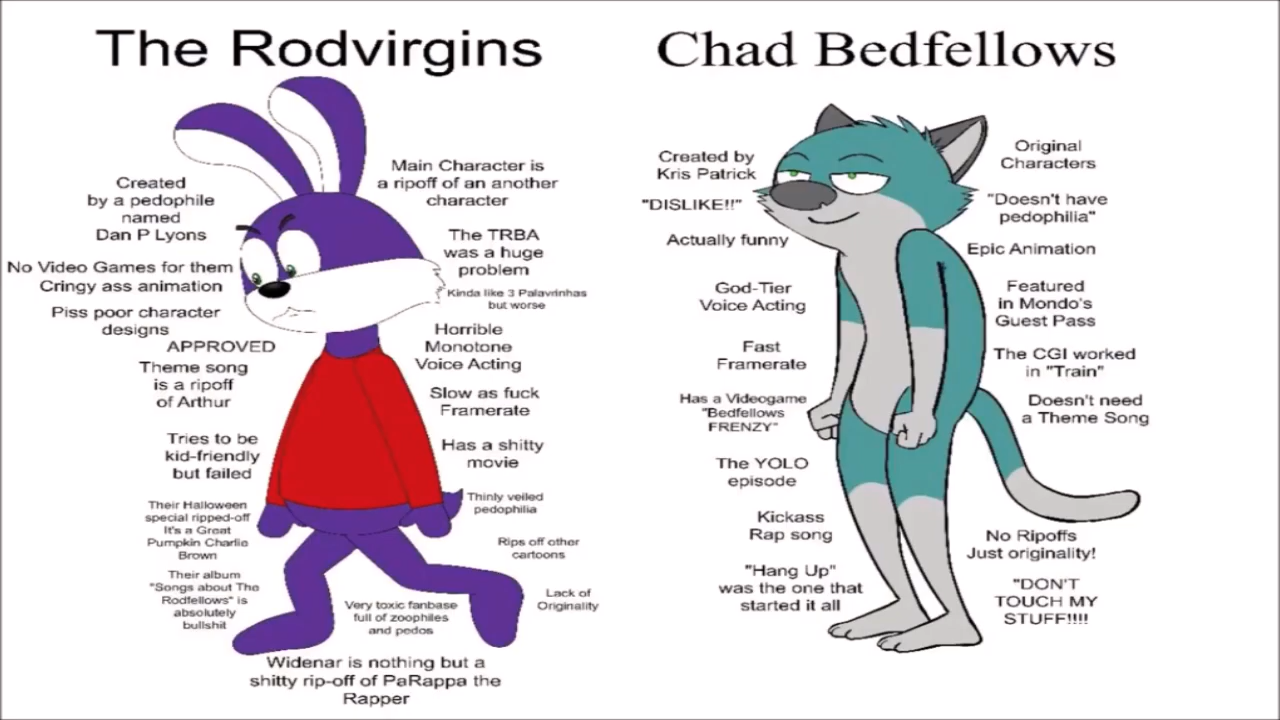 The Rodvirgins
Created
by a pedophile
named
Dan P Lyons
No Video Games for them
Cringy ass animation
Piss poor character
designs
APPROVED
Theme song
is a ripoff
of Arthur
Tries to be
kid-friendly
but failed
Their Halloween
special ripped-off
It's a Great
Pumpkin Charlie
Brown
Their album
"Songs about The
Rodfellows" is
absolutely
bullshit
Main Character is
a ripoff of an another
character
The TRBA
was a huge
problem
Kinda like 3 Palavrinhas
but worse
Horrible
Monotone
Voice Acting
Slow as fuck
Framerate
Has a shitty
movie
Thinly veiled
pedophilia
Rips off other
cartoons
Lack of
Originality
Very toxic fanbase
full of zoophiles
and pedos
Widenar is nothing but a
shitty rip-off of PaRappa the
Rapper
Chad Bedfellows
Created by
Kris Patrick
"DISLIKE!!"
Actually funny
God-Tier
Voice Acting
Fast
Framerate
Has a Videogame
"Bedfellows
FRENZY"
The YOLO
episode
Kickass
Rap song
"Hang Up"
was the one that
started it all
Original
Characters
"Doesn't have
pedophilia"
Epic Animation
Featured
in Mondo's
Guest Pass
The CGI worked
in "Train"
Doesn't need
a Theme Song
No Ripoffs
Just originality!
"DON'T
TOUCH MY
STUFF!!!!